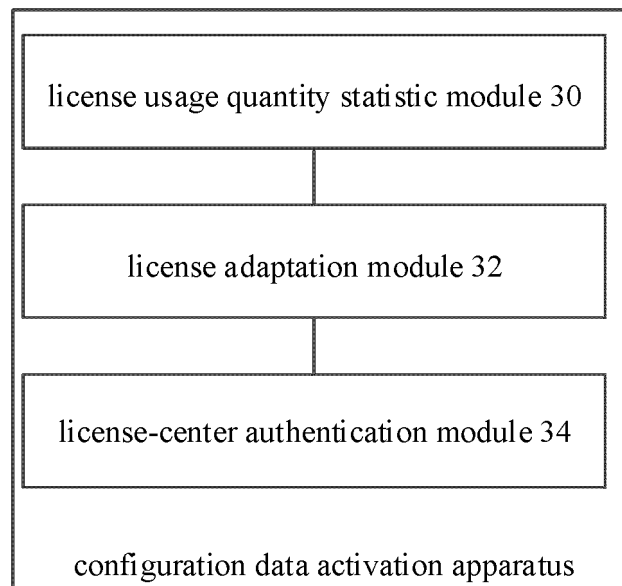 license usage quantity statistic module 30
license adaptation module 32
license-center authentication module 34
configuration data activation apparatus